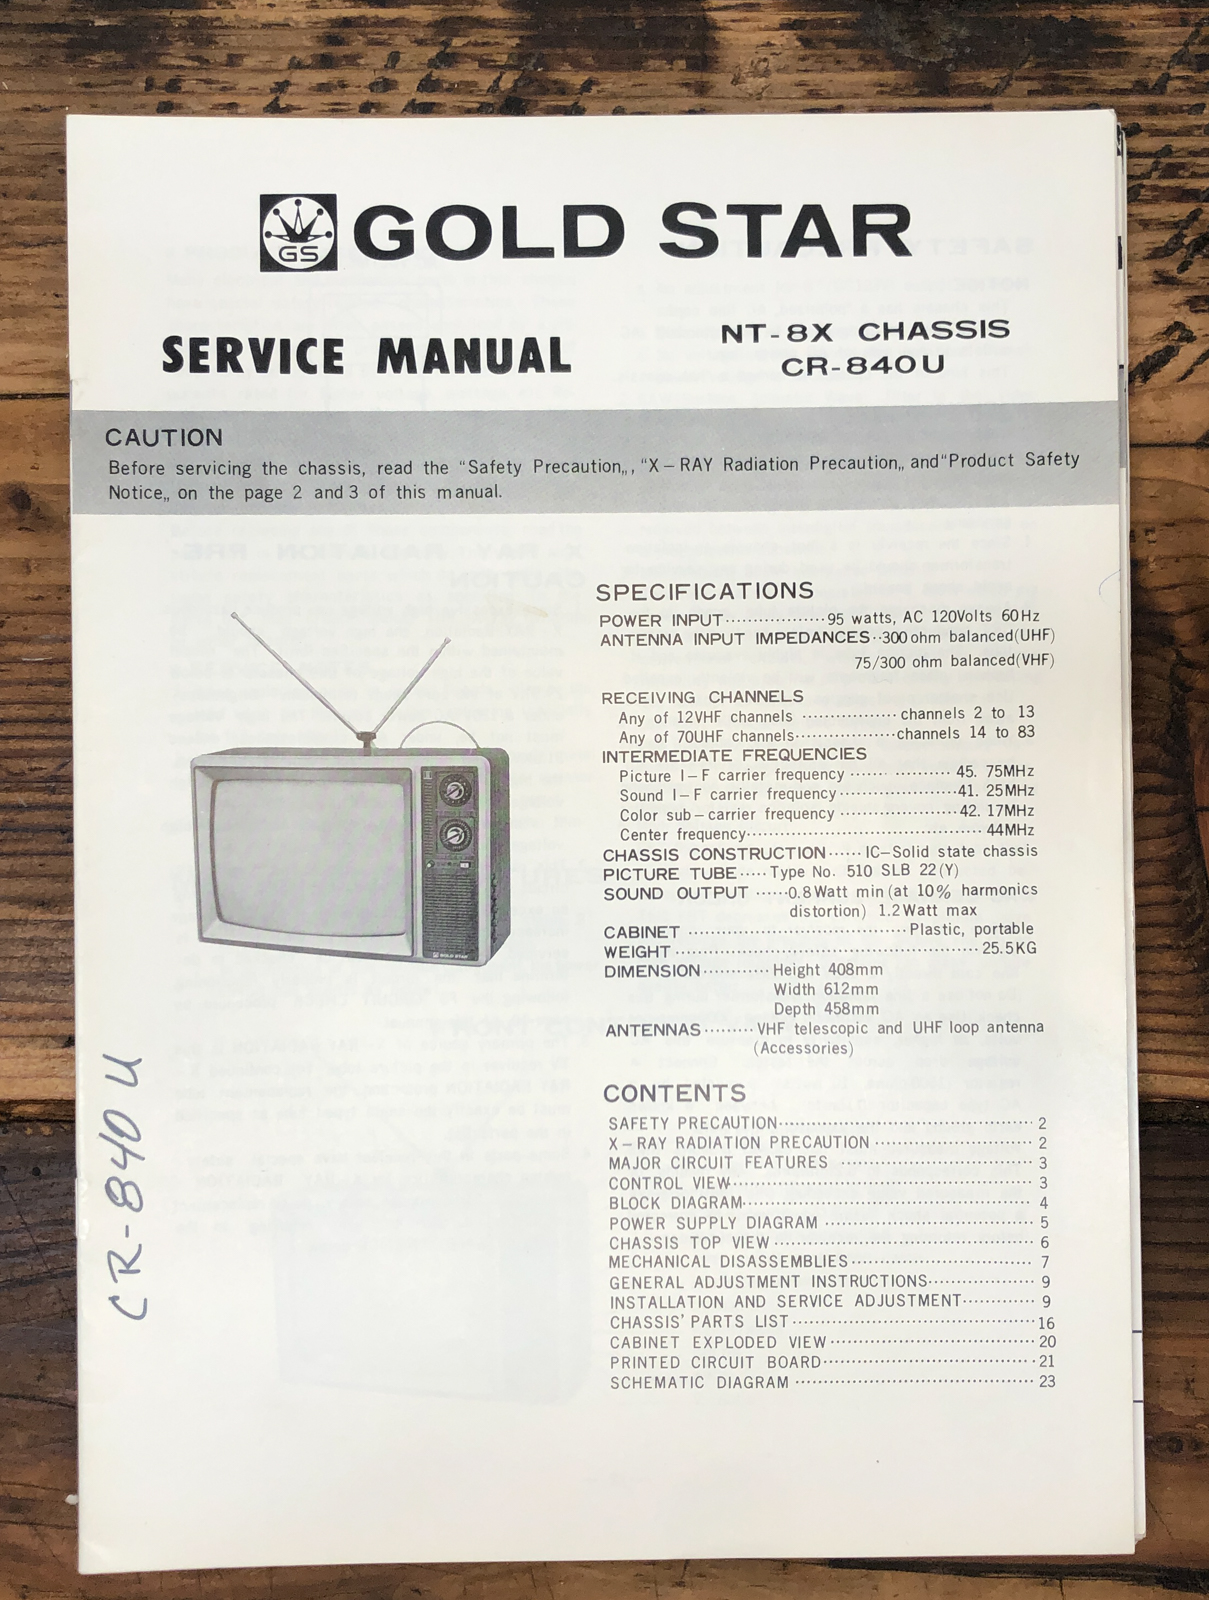 GS GOLD STAR
SERVICE MANUAL
NT-8X CHASSIS
CR-840U
CAUTION
Before servicing the chassis, read the “Safety Precaution„, “X–RAY Radiation Precaution„ and“Product Safety
Notice„ on the page 2 and 3 of this manual.
GOLD STAR
CR-840U
SPECIFICATIONS
POWER INPUT··················95 watts, AC 120Volts 60Hz
ANTENNA INPUT IMPEDANCES··300 ohm balanced(UHF)
75/300 ohm balanced(VHF)
RECEIVING CHANNELS
Any of 12VHF channels ·················channels 2 to 13
Any of 70UHF channels··················channels 14 to 83
INTERMEDIATE FREQUENCIES
Picture I–F carrier frequency ······ ·········· 45. 75MHz
Sound I–F carrier frequency·····················41. 25MHz
Color sub–carrier frequency ·····················42. 17MHz
Center frequency·········································· 44MHz
CHASSIS CONSTRUCTION······ IC–Solid state chassis
PICTURE TUBE·····Type No. 510 SLB 22(Y)
SOUND OUTPUT ······0.8Watt min(at 10% harmonics
distortion) 1.2Watt max
CABINET ·······································Plastic, portable
WEIGHT ······················································ 25.5KG
DIMENSION············ Height 408mm
Width 612mm
Depth 458mm
ANTENNAS········· VHF telescopic and UHF loop antenna
(Accessories)
CONTENTS
SAFETY PRECAUTION·············································· 2
X–RAY RADIATION PRECAUTION ···························· 2
MAJOR CIRCUIT FEATURES ··································· 3
CONTROL VIEW······················································ 3
BLOCK DIAGRAM···················································· 4
POWER SUPPLY DIAGRAM ······································ 5
CHASSIS TOP VIEW ··············································· 6
MECHANICAL DISASSEMBLIES································· 7
GENERAL ADJUSTMENT INSTRUCTIONS··················· 9
INSTALLATION AND SERVICE ADJUSTMENT············· 9
CHASSIS' PARTS LIST ············································16
CABINET EXPLODED VIEW ····································· 20
PRINTED CIRCUIT BOARD·······································21
SCHEMATIC DIAGRAM ··········································· 23